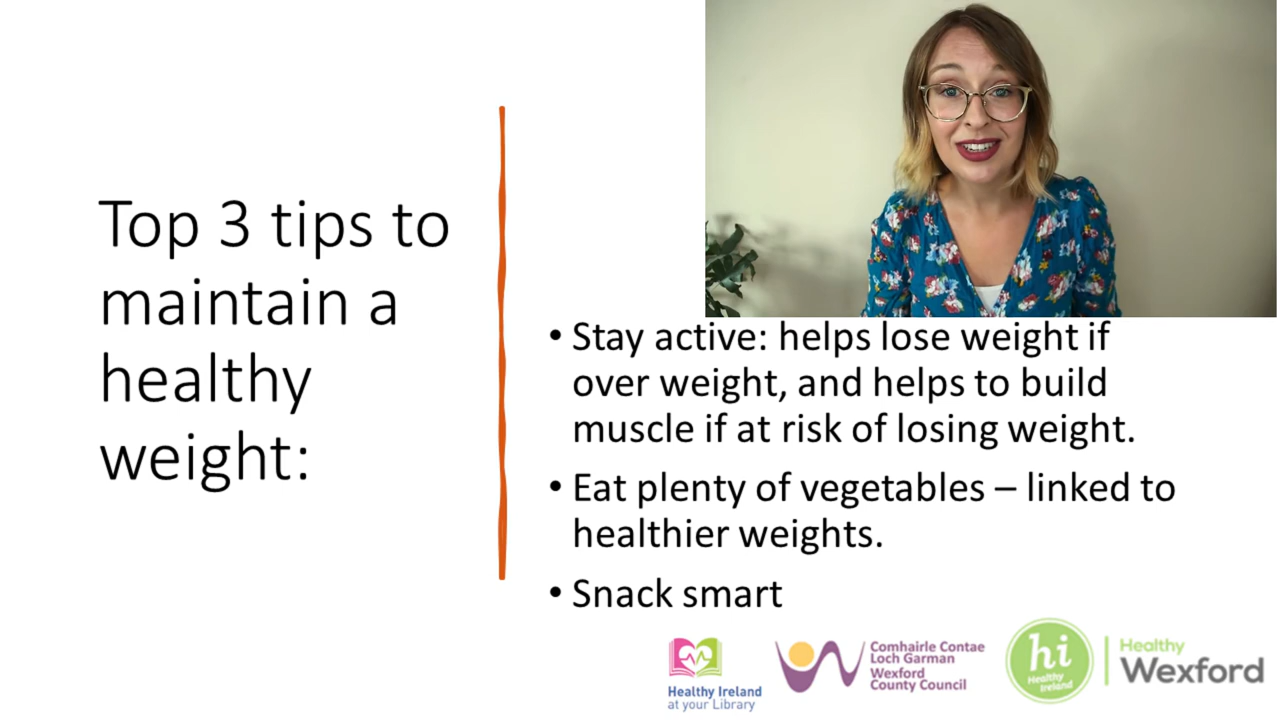 Top 3 tips to
maintain a
healthy
weight:
• Stay active: helps lose weight if
over weight, and helps to build
muscle if at risk of losing weight.
• Eat plenty of vegetables – linked to
healthier weights.
• Snack smart
Healthy Ireland
at your Library
Comhairle Contae
Loch Garman
Wexford
County Council
hi
Healthy
Ireland
Healthy
Wexford